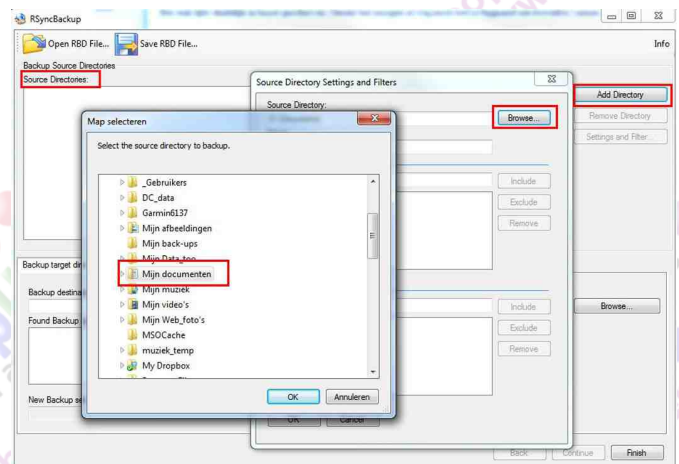 RSyncBackup
Open RBD File... Save RBD File... Info
Backup Source Directories
Source Directories:
Add Directory
Remove Directory
Settings and Filter...
Source Directory Settings and Filters
Source Directory:
Browse...
Include
Exclude
Remove
Include
Exclude
Remove
OK Cancel
Map selecteren
Select the source directory to backup.
_Gebruikers
DC_data
Garmin6137
Mijn afbeeldingen
Mijn back-ups
Mijn Data_too
Mijn documenten
Mijn muziek
Mijn video's
Mijn Web_foto's
MSOCache
muziek_temp
My Dropbox
OK Annuleren
Backup target dir
Backup destina
Browse...
Found Backup
New Backup se
Back Continue Finish